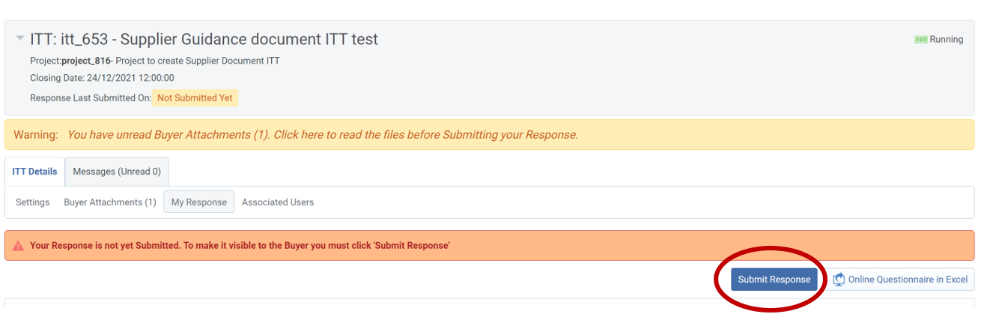 ITT: itt_653 - Supplier Guidance document ITT test
Running
Project:project_816- Project to create Supplier Document ITT
Closing Date: 24/12/2021 12:00:00
Response Last Submitted On: Not Submitted Yet
Warning: You have unread Buyer Attachments (1). Click here to read the files before Submitting your Response.
ITT Details Messages (Unread 0)
Settings Buyer Attachments (1) My Response Associated Users
Your Response is not yet Submitted. To make it visible to the Buyer you must click 'Submit Response'
Submit Response Online Questionnaire in Excel